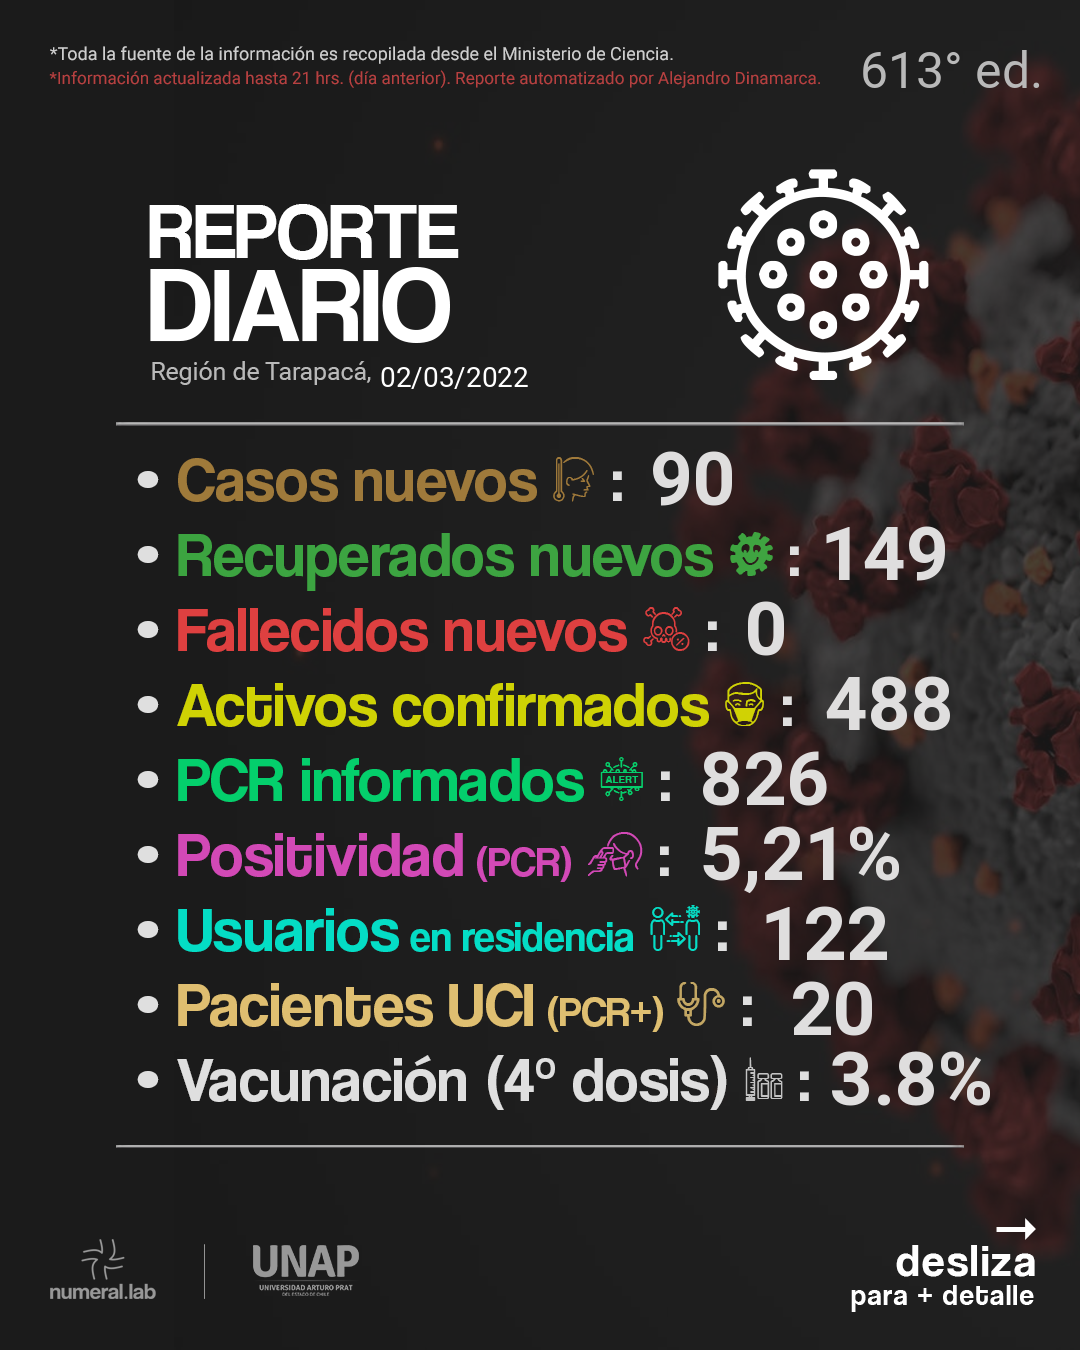 *Toda la fuente de la información es recopilada desde el Ministerio de Ciencia.
*Información actualizada hasta 21 hrs. (día anterior). Reporte automatizado por Alejandro Dinamarca.
613° ed.
REPORTE
DIARIO
Región de Tarapacá, 02/03/2022
• Casos nuevos : 90
• Recuperados nuevos : 149
• Fallecidos nuevos : 0
• Activos confirmados : 488
• PCR informados ALERT : 826
• Positividad (PCR) : 5,21%
• Usuarios en residencia : 122
• Pacientes UCI (PCR+) : 20
• Vacunación (4º dosis) : 3.8%
numeral.lab
UNAP
UNIVERSIDAD ARTURO PRAT
DEL ESTADO DE CHILE
desliza
para + detalle